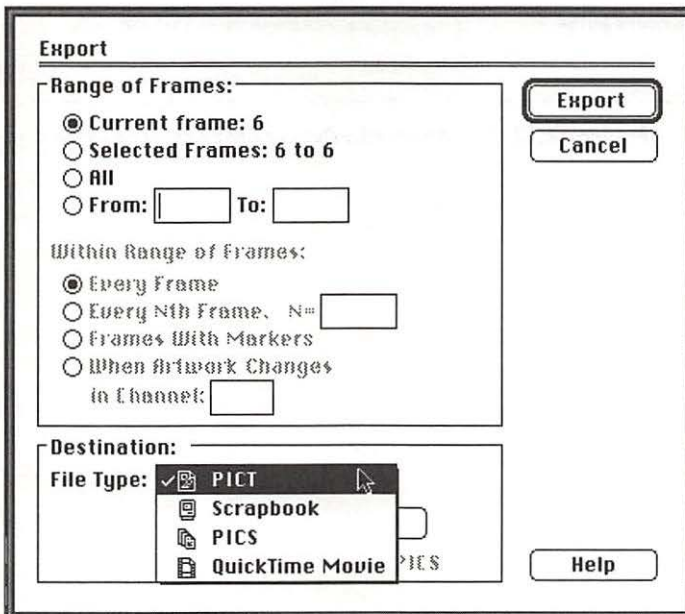 Export
Range of Frames:
Export
Current frame: 6
Cancel
Selected Frames: 6 to 6
All
From: To:
Within Range of Frames:
Every Frame
Every Nth Frame, N=
Frames With Markers
When Artwork Changes
in Channel:
Destination:
File Type: PICT
Scrapbook
PICS
QuickTime Movie
PICS
Help